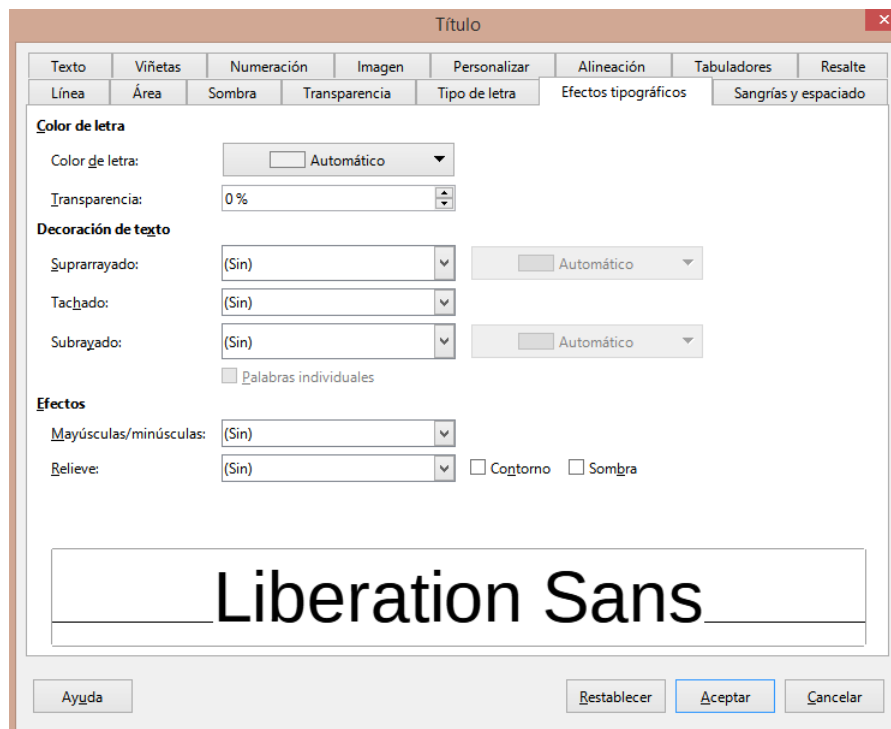 Título
Texto Viñetas Numeración Imagen Personalizar Alineación Tabuladores Resalte
Línea Área Sombra Transparencia Tipo de letra Efectos tipográficos Sangrías y espaciado
Color de letra
Color de letra: Automático
Transparencia: 0 %
Decoración de texto
Suprarrayado: (Sin) Automático
Tachado: (Sin)
Subrayado: (Sin) Automático
Palabras individuales
Efectos
Mayúsculas/minúsculas: (Sin)
Relieve: (Sin) Contorno Sombra
Liberation Sans
Ayuda Restablecer Aceptar Cancelar